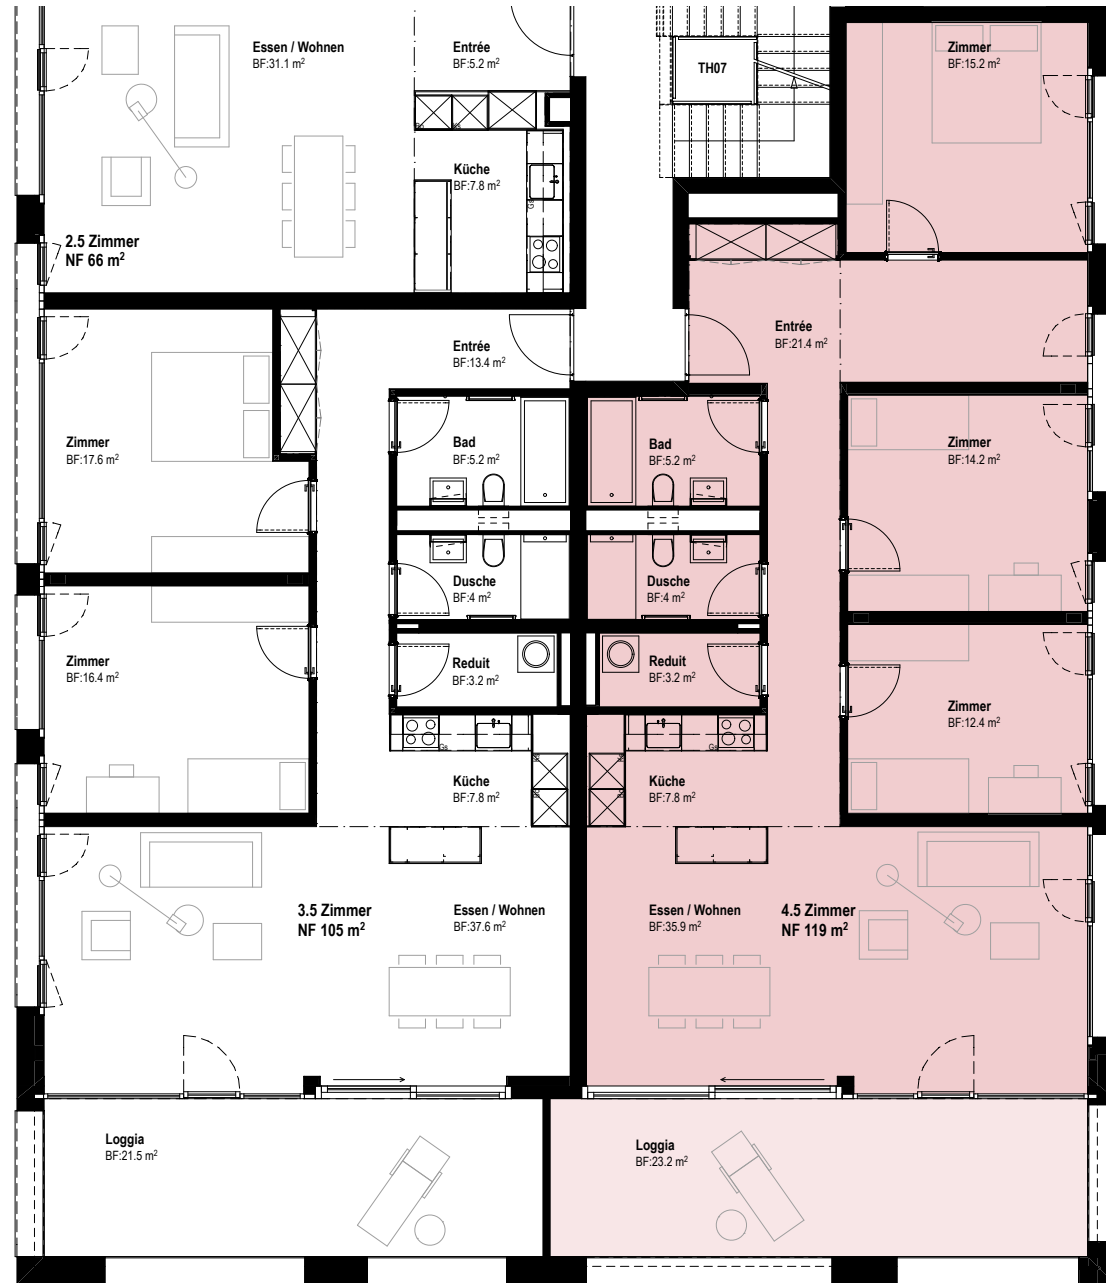 Essen / Wohnen
BF:31.1 m²
Entrée
BF:5.2 m²
TH07
Zimmer
BF:15.2 m²
Küche
BF:7.8 m²
Gs
2.5 Zimmer
NF 66 m²
Entrée
BF:13.4 m²
Entrée
BF:21.4 m²
Zimmer
BF:17.6 m²
Bad
BF:5.2 m²
Bad
BF:5.2 m²
Zimmer
BF:14.2 m²
Dusche
BF:4 m²
Dusche
BF:4 m²
Zimmer
BF:16.4 m²
Reduit
BF:3.2 m²
Reduit
BF:3.2 m²
Zimmer
BF:12.4 m²
Gs
Gs
Küche
BF:7.8 m²
Küche
BF:7.8 m²
3.5 Zimmer
NF 105 m²
Essen / Wohnen
BF:37.6 m²
Essen / Wohnen
BF:35.9 m²
4.5 Zimmer
NF 119 m²
Loggia
BF:21.5 m²
Loggia
BF:23.2 m²